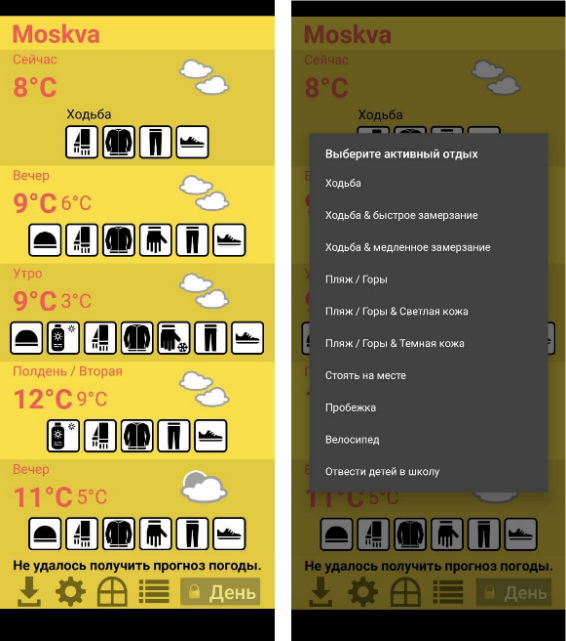 Moskva
Сейчас
8°C
Ходьба
Вечер
9°C 6°C
Утро
9°C 3°C
Полдень / Вторая
12°C 9°C
Вечер
11°C 5°C
Не удалось получить прогноз погоды.
День
Moskva
Сейчас
8°C
Ходьба
Выберите активный отдых
Ходьба
Ходьба & быстрое замерзание
Ходьба & медленное замерзание
Пляж / Горы
Пляж / Горы & Светлая кожа
Пляж / Горы & Темная кожа
Стоять на месте
Пробежка
Велосипед
Отвести детей в школу
11°C 5°C
Не удалось получить прогноз погоды.
День